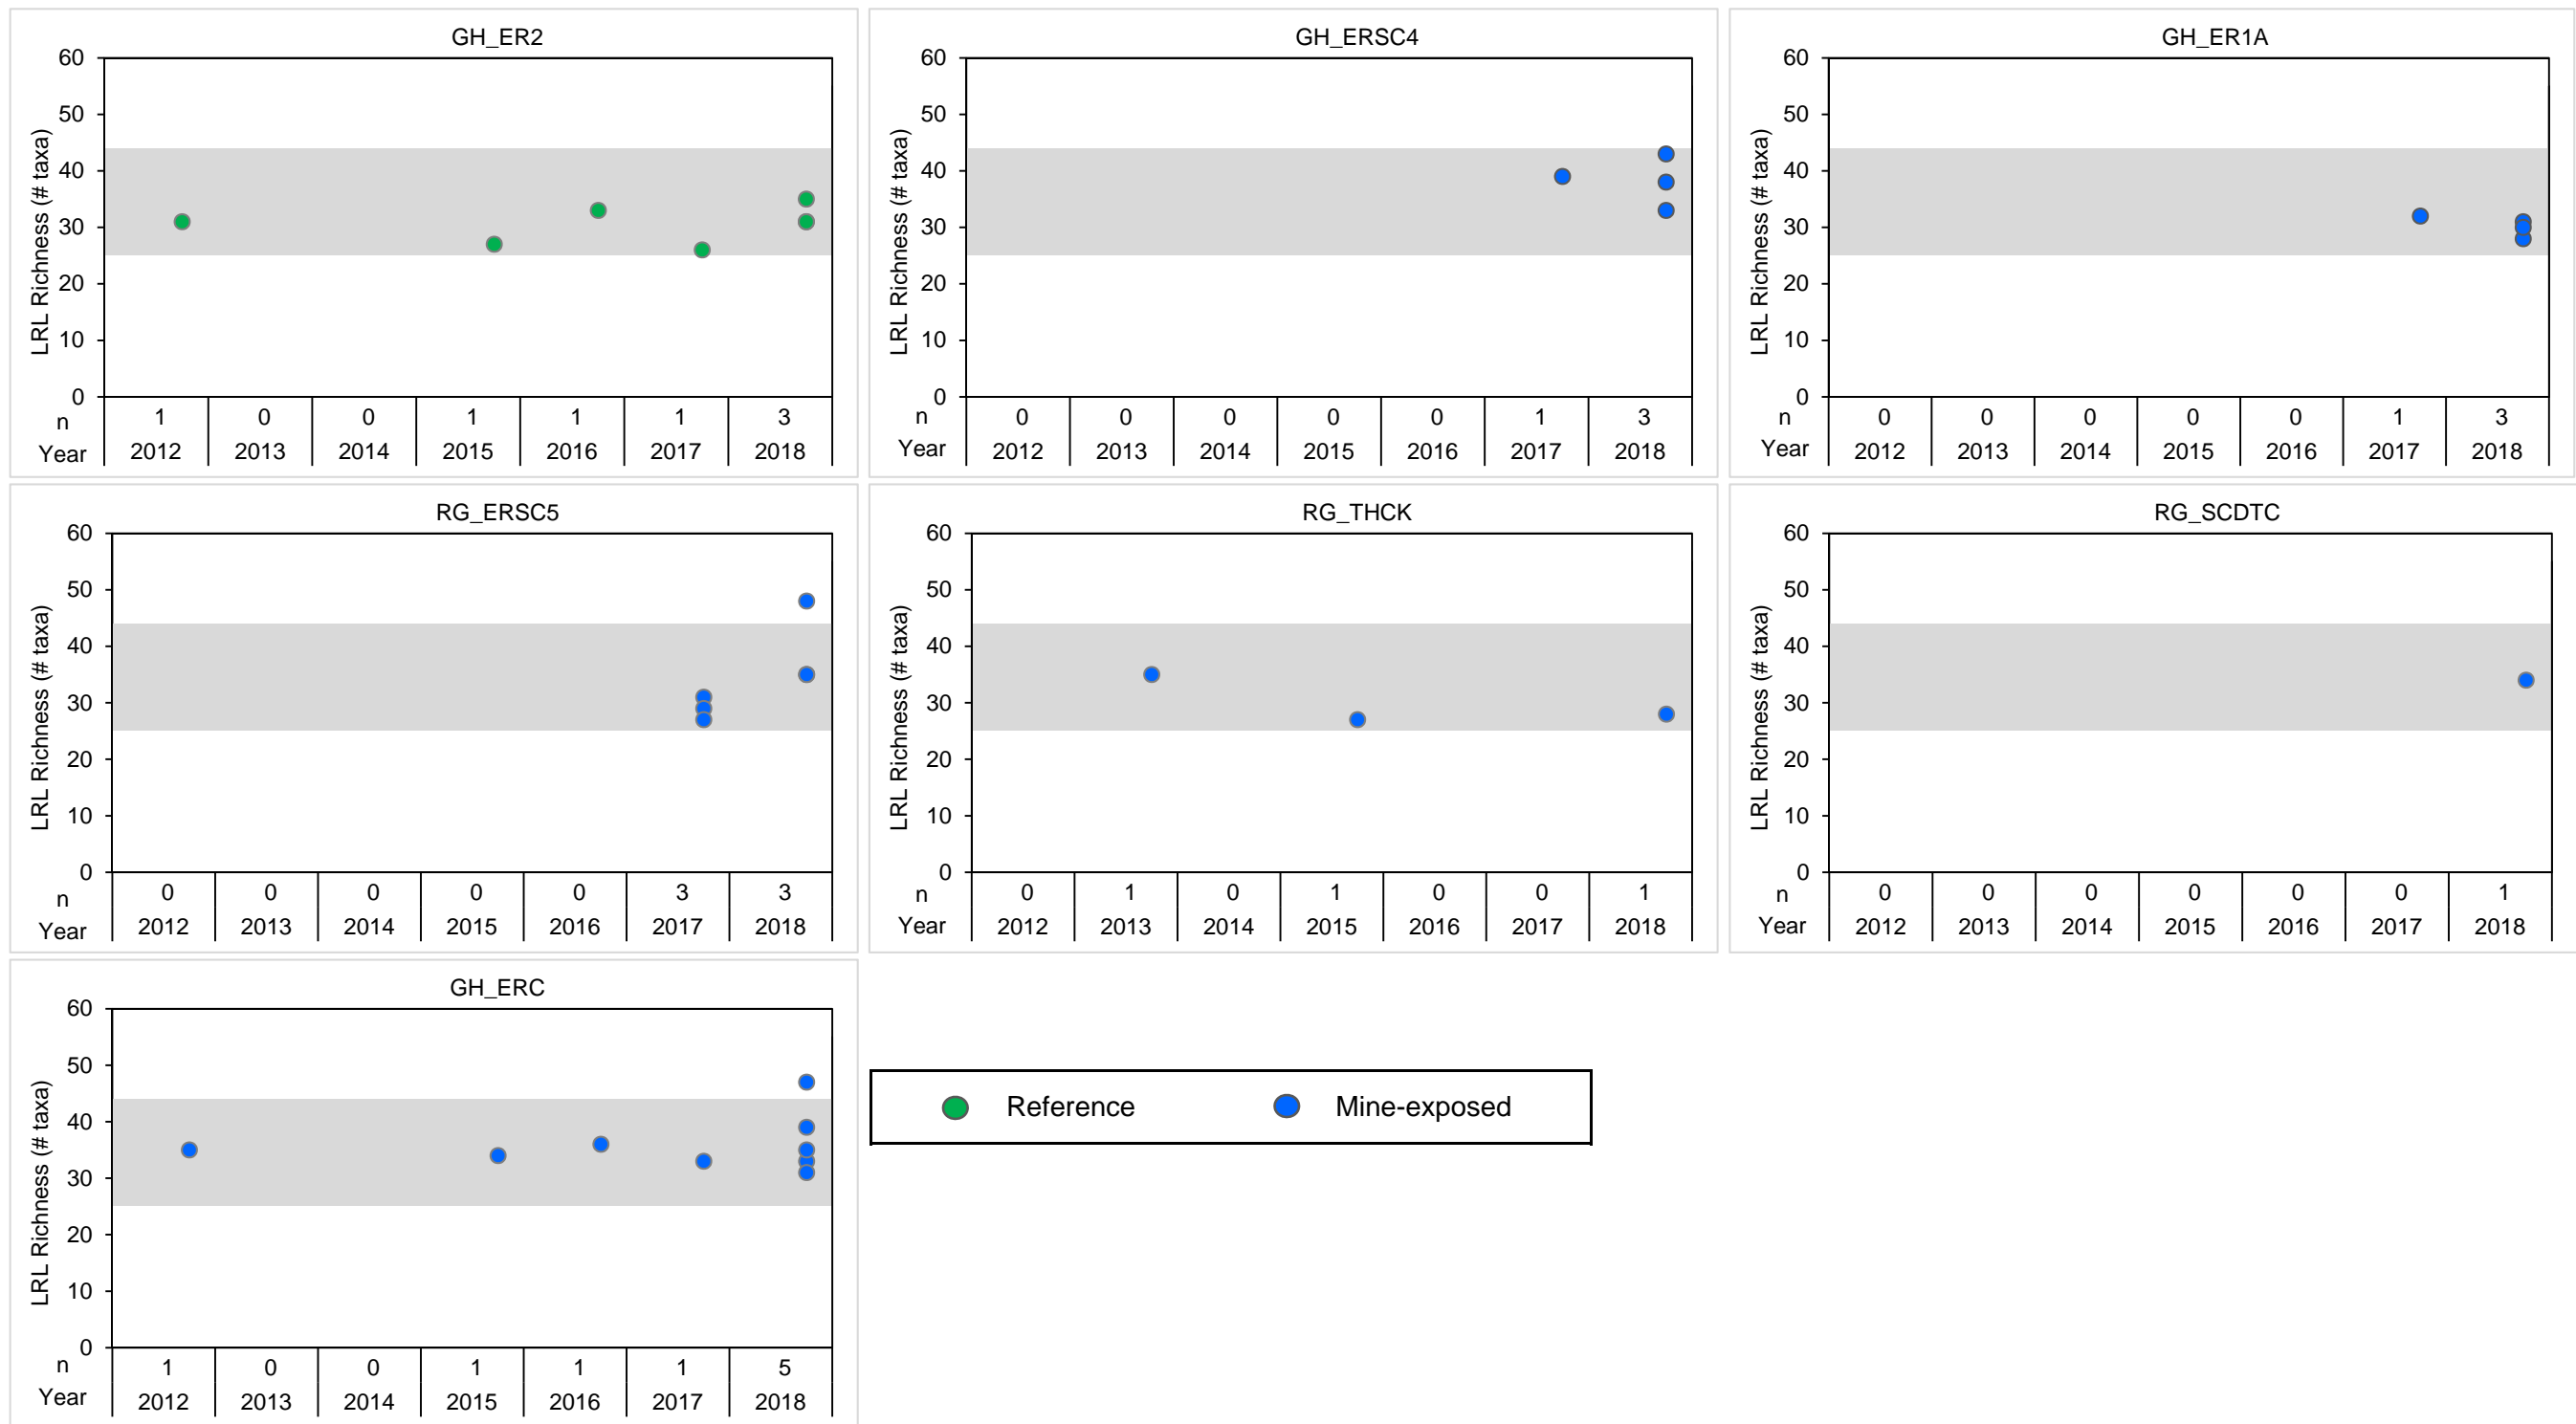 GH_ER2
60
50
40
30
20
10
0
LRL Richness (# taxa)
n 1 0 0 1 1 1 3
Year 2012 2013 2014 2015 2016 2017 2018
GH_ERSC4
60
50
40
30
20
10
0
LRL Richness (# taxa)
n 0 0 0 0 0 1 3
Year 2012 2013 2014 2015 2016 2017 2018
GH_ER1A
60
50
40
30
20
10
0
LRL Richness (# taxa)
n 0 0 0 0 0 1 3
Year 2012 2013 2014 2015 2016 2017 2018
RG_ERSC5
60
50
40
30
20
10
0
LRL Richness (# taxa)
n 0 0 0 0 0 3 3
Year 2012 2013 2014 2015 2016 2017 2018
RG_THCK
60
50
40
30
20
10
0
LRL Richness (# taxa)
n 0 1 0 1 0 0 1
Year 2012 2013 2014 2015 2016 2017 2018
RG_SCDTC
60
50
40
30
20
10
0
LRL Richness (# taxa)
n 0 0 0 0 0 0 1
Year 2012 2013 2014 2015 2016 2017 2018
GH_ERC
60
50
40
30
20
10
0
LRL Richness (# taxa)
n 1 0 0 1 1 1 5
Year 2012 2013 2014 2015 2016 2017 2018
Reference Mine-exposed